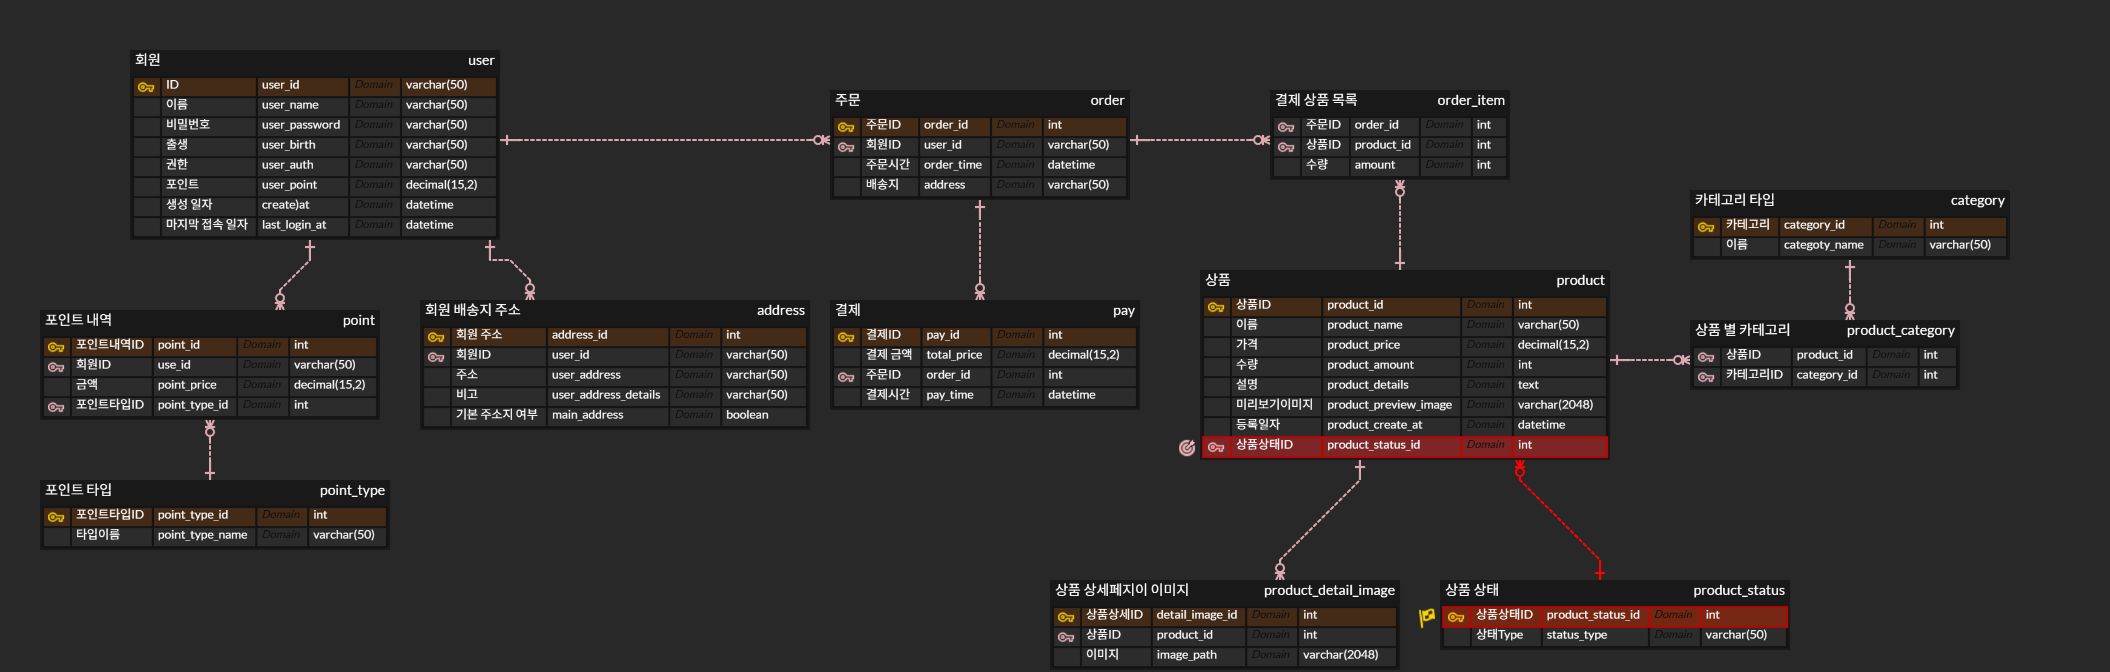 회원 user
ID user_id Domain varchar(50)
이름 user_name Domain varchar(50)
비밀번호 user_password Domain varchar(50)
출생 user_birth Domain varchar(50)
권한 user_auth Domain varchar(50)
포인트 user_point Domain decimal(15,2)
생성 일자 create)at Domain datetime
마지막 접속 일자 last_login_at Domain datetime
주문 order
주문ID order_id Domain int
회원ID user_id Domain varchar(50)
주문시간 order_time Domain datetime
배송지 address Domain varchar(50)
결제 상품 목록 order_item
주문ID order_id Domain int
상품ID product_id Domain int
수량 amount Domain int
카테고리 타입 category
카테고리 category_id Domain int
이름 categoty_name Domain varchar(50)
포인트 내역 point
포인트내역ID point_id Domain int
회원ID use_id Domain varchar(50)
금액 point_price Domain decimal(15,2)
포인트타입ID point_type_id Domain int
회원 배송지 주소 address
회원 주소 address_id Domain int
회원ID user_id Domain varchar(50)
주소 user_address Domain varchar(50)
비고 user_address_details Domain varchar(50)
기본 주소지 여부 main_address Domain boolean
결제 pay
결제ID pay_id Domain int
결제 금액 total_price Domain decimal(15,2)
주문ID order_id Domain int
결제시간 pay_time Domain datetime
상품 product
상품ID product_id Domain int
이름 product_name Domain varchar(50)
가격 product_price Domain decimal(15,2)
수량 product_amount Domain int
설명 product_details Domain text
미리보기이미지 product_preview_image Domain varchar(2048)
등록일자 product_create_at Domain datetime
상품상태ID product_status_id Domain int
상품 별 카테고리 product_category
상품ID product_id Domain int
카테고리ID category_id Domain int
포인트 타입 point_type
포인트타입ID point_type_id Domain int
타입이름 point_type_name Domain varchar(50)
상품 상세페지이 이미지 product_detail_image
상품상세ID detail_image_id Domain int
상품ID product_id Domain int
이미지 image_path Domain varchar(2048)
상품 상태 product_status
상품상태ID product_status_id Domain int
상태Type status_type Domain varchar(50)